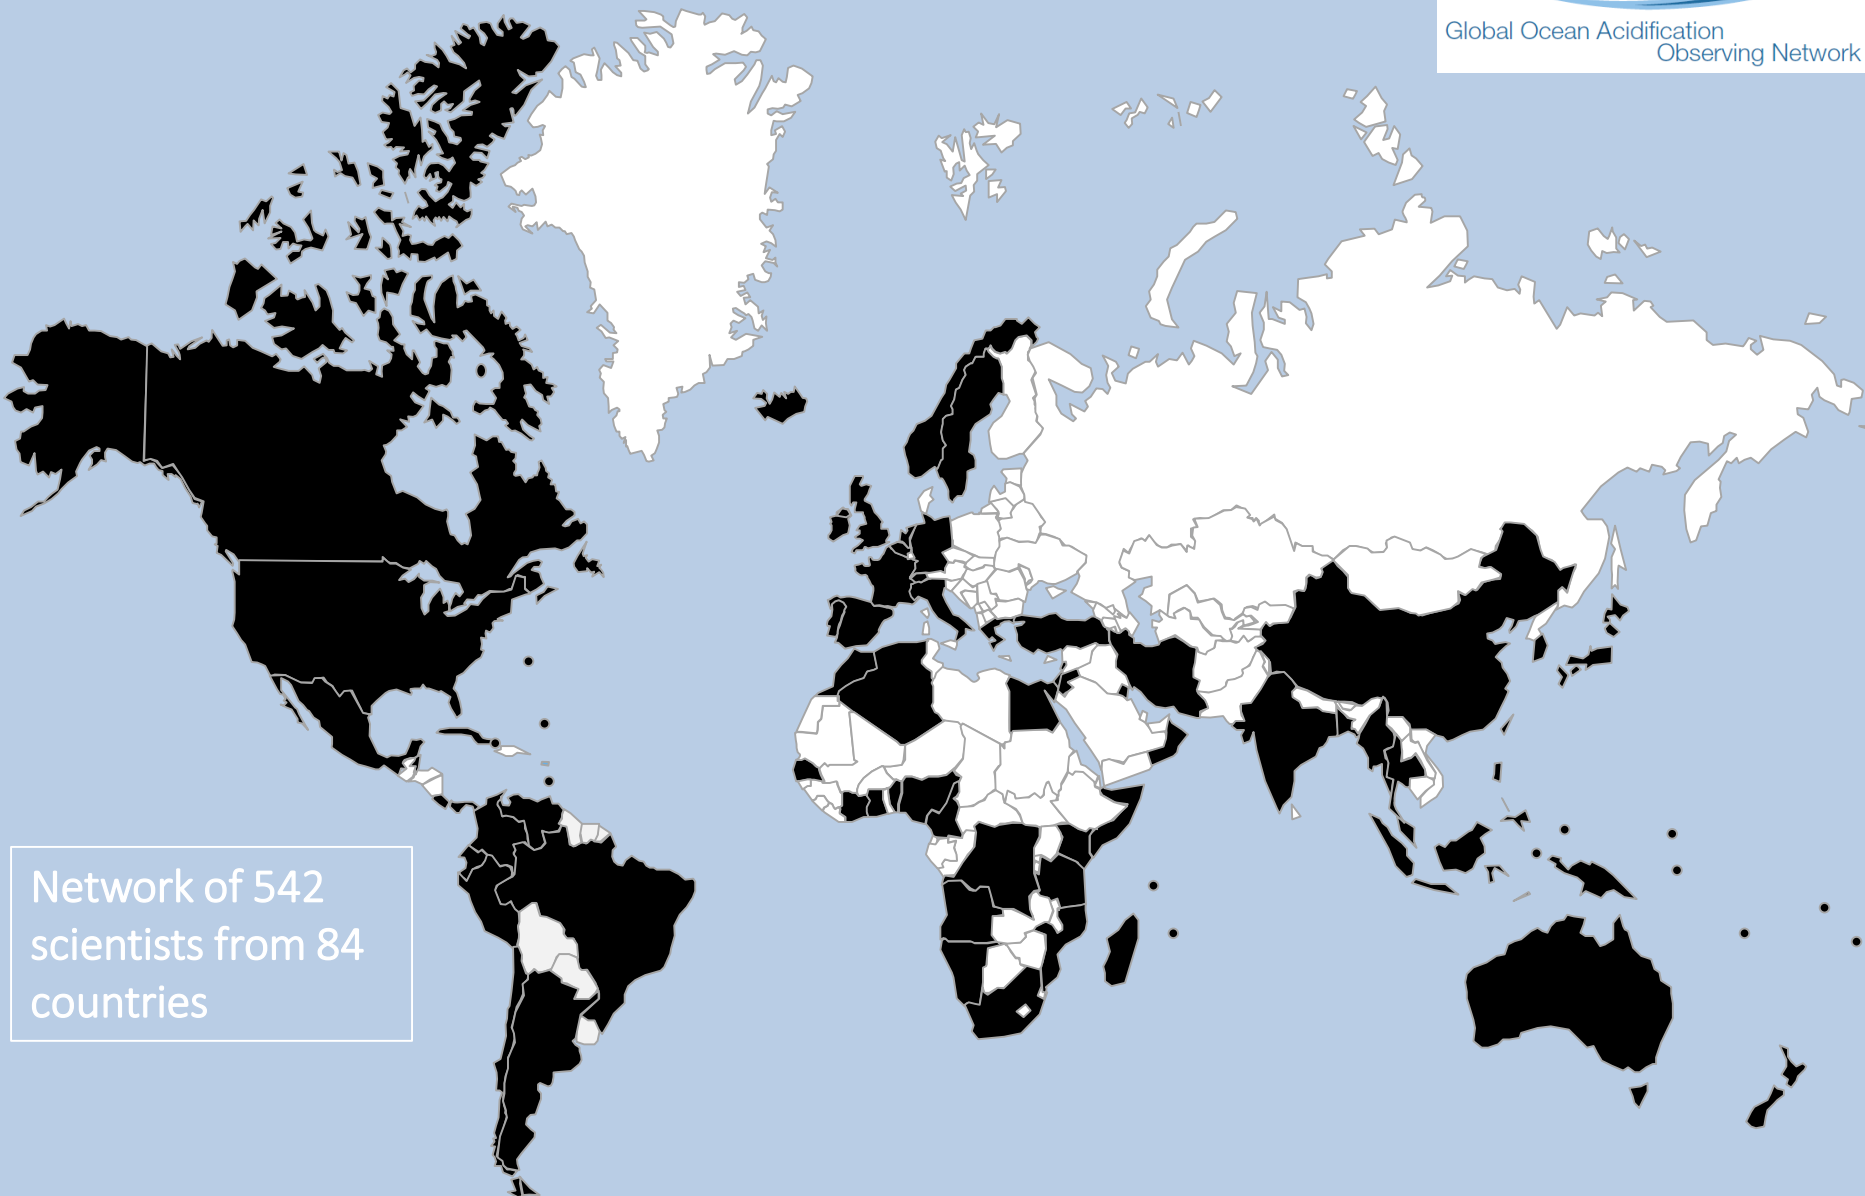 Global Ocean Acidification
Observing Network
Network of 542
scientists from 84
countries